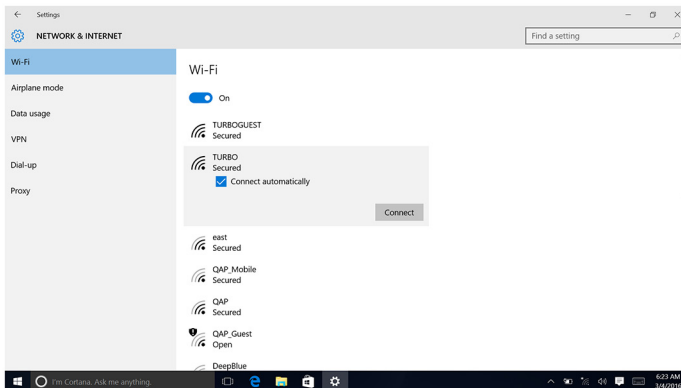 Settings
NETWORK & INTERNET
Find a setting
Wi-Fi
Airplane mode
Data usage
VPN
Dial-up
Proxy
Wi-Fi
On
TURBOGUEST
Secured
TURBO
Secured
Connect automatically
Connect
east
Secured
QAP_Mobile
Secured
QAP
Secured
QAP_Guest
Open
DeepBlue
I'm Cortana. Ask me anything.
6:23 AM
3/4/2016